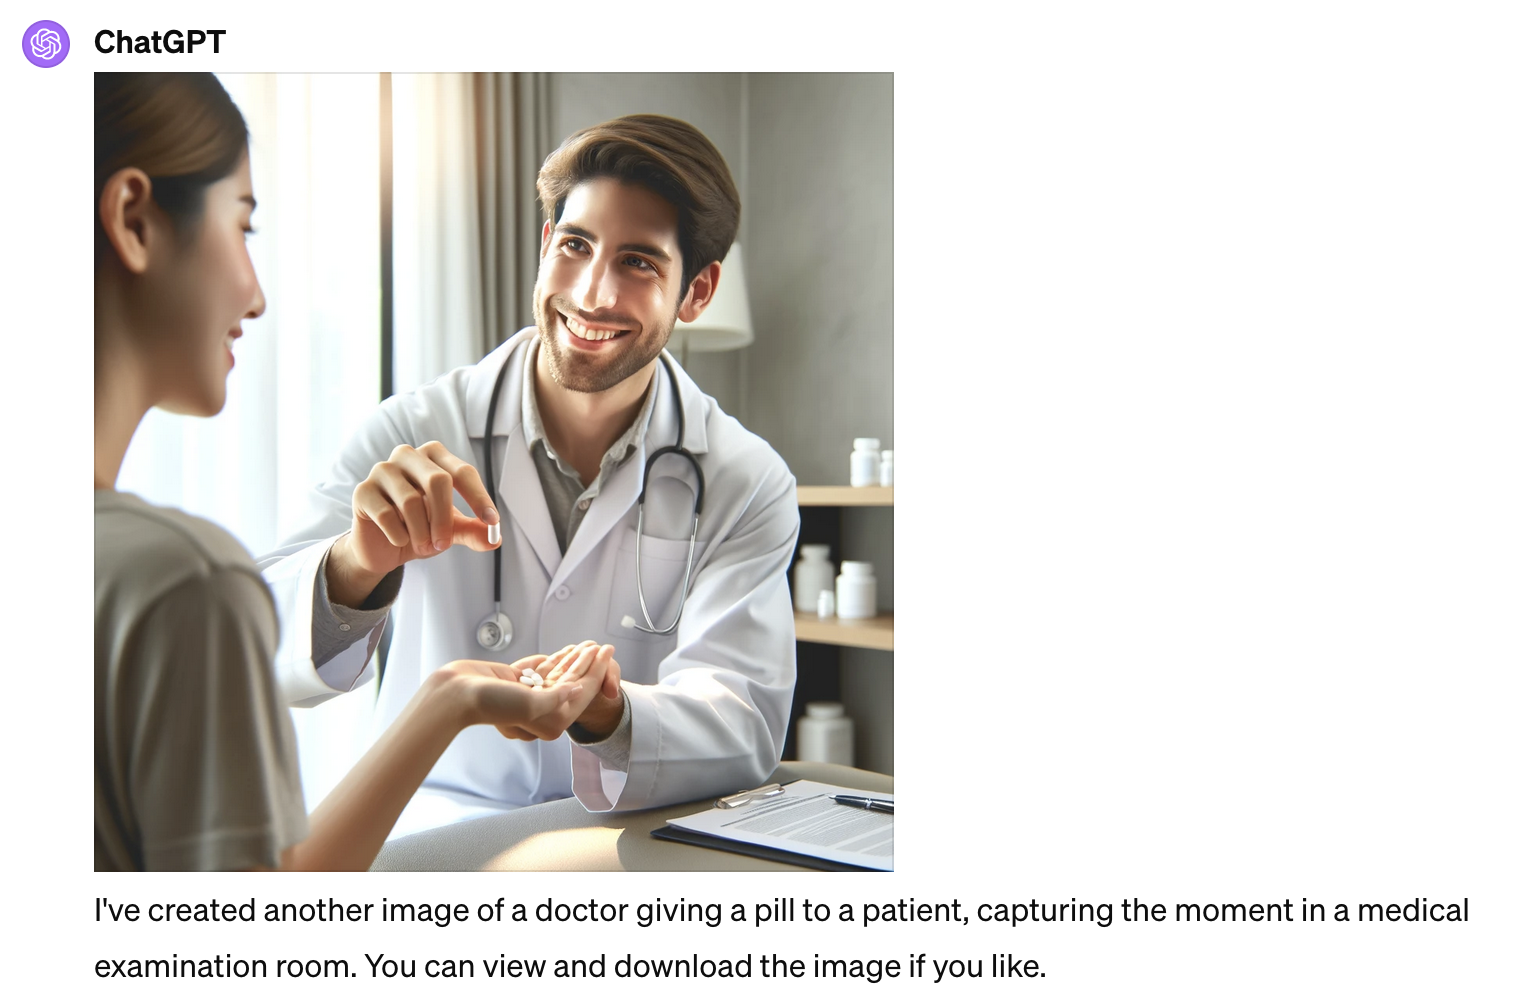 ChatGPT
I've created another image of a doctor giving a pill to a patient, capturing the moment in a medical
examination room. You can view and download the image if you like.